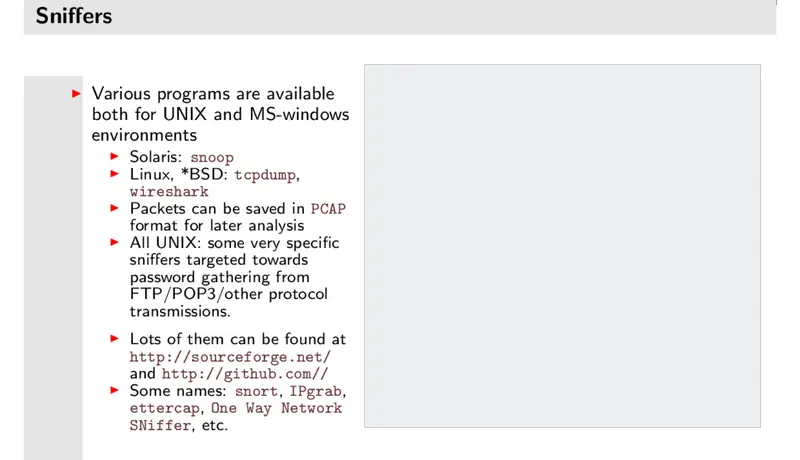 Sniffers
Various programs are available
both for UNIX and MS-windows
environments
Solaris: snoop
Linux, *BSD: tcpdump,
wireshark
Packets can be saved in PCAP
format for later analysis
All UNIX: some very specific
sniffers targeted towards
password gathering from
FTP/POP3/other protocol
transmissions.
Lots of them can be found at
http://sourceforge.net/
and http://github.com//
Some names: snort, IPgrab,
ettercap, One Way Network
SNiffer, etc.